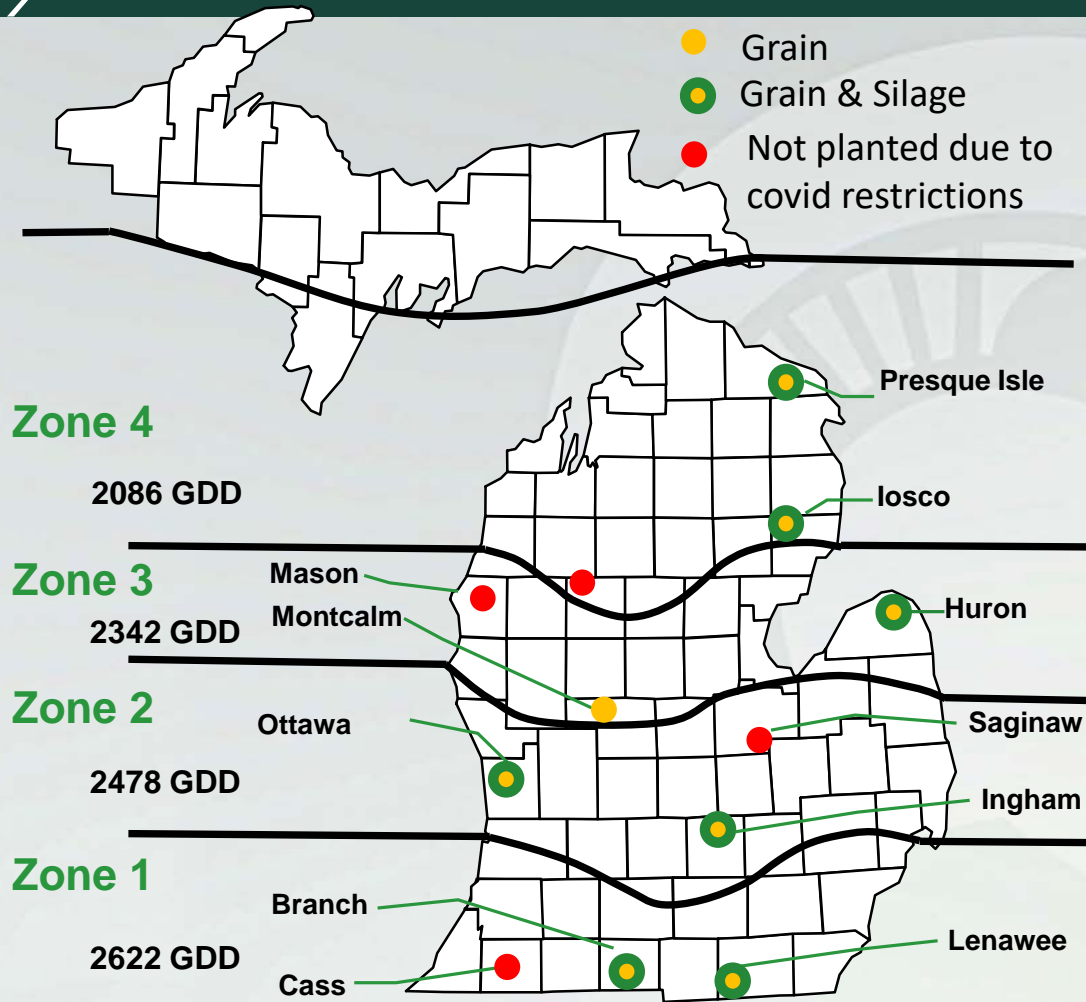 Grain
Grain & Silage
Not planted due to
covid restrictions
Presque Isle
Zone 4
2086 GDD
Iosco
Zone 3
Mason
Huron
Montcalm
2342 GDD
Zone 2
Ottawa
Saginaw
2478 GDD
Ingham
Zone 1
Branch
Lenawee
2622 GDD
Cass